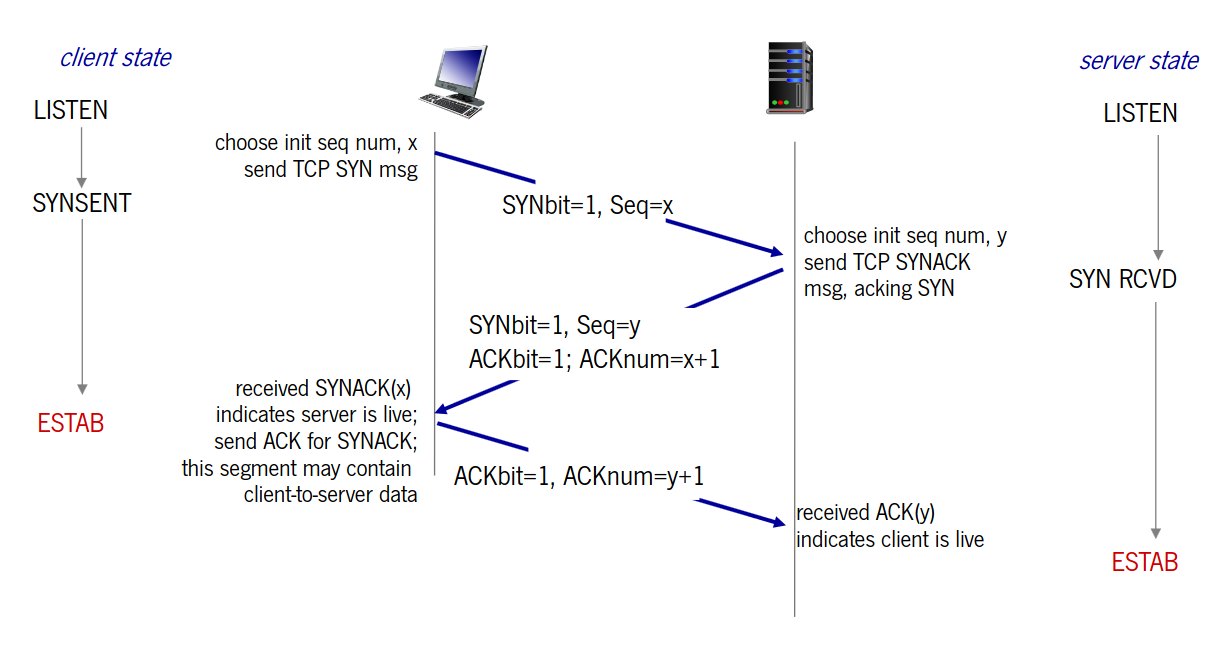 client state
server state
LISTEN
LISTEN
choose init seq num, x
send TCP SYN msg
SYNSENT
SYNbit=1, Seq=x
choose init seq num, y
send TCP SYNACK
msg, acking SYN
SYN RCVD
SYNbit=1, Seq=y
ACKbit=1; ACKnum=x+1
received SYNACK(x)
indicates server is live;
send ACK for SYNACK;
this segment may contain
client-to-server data
ESTAB
ACKbit=1, ACKnum=y+1
received ACK(y)
indicates client is live
ESTAB